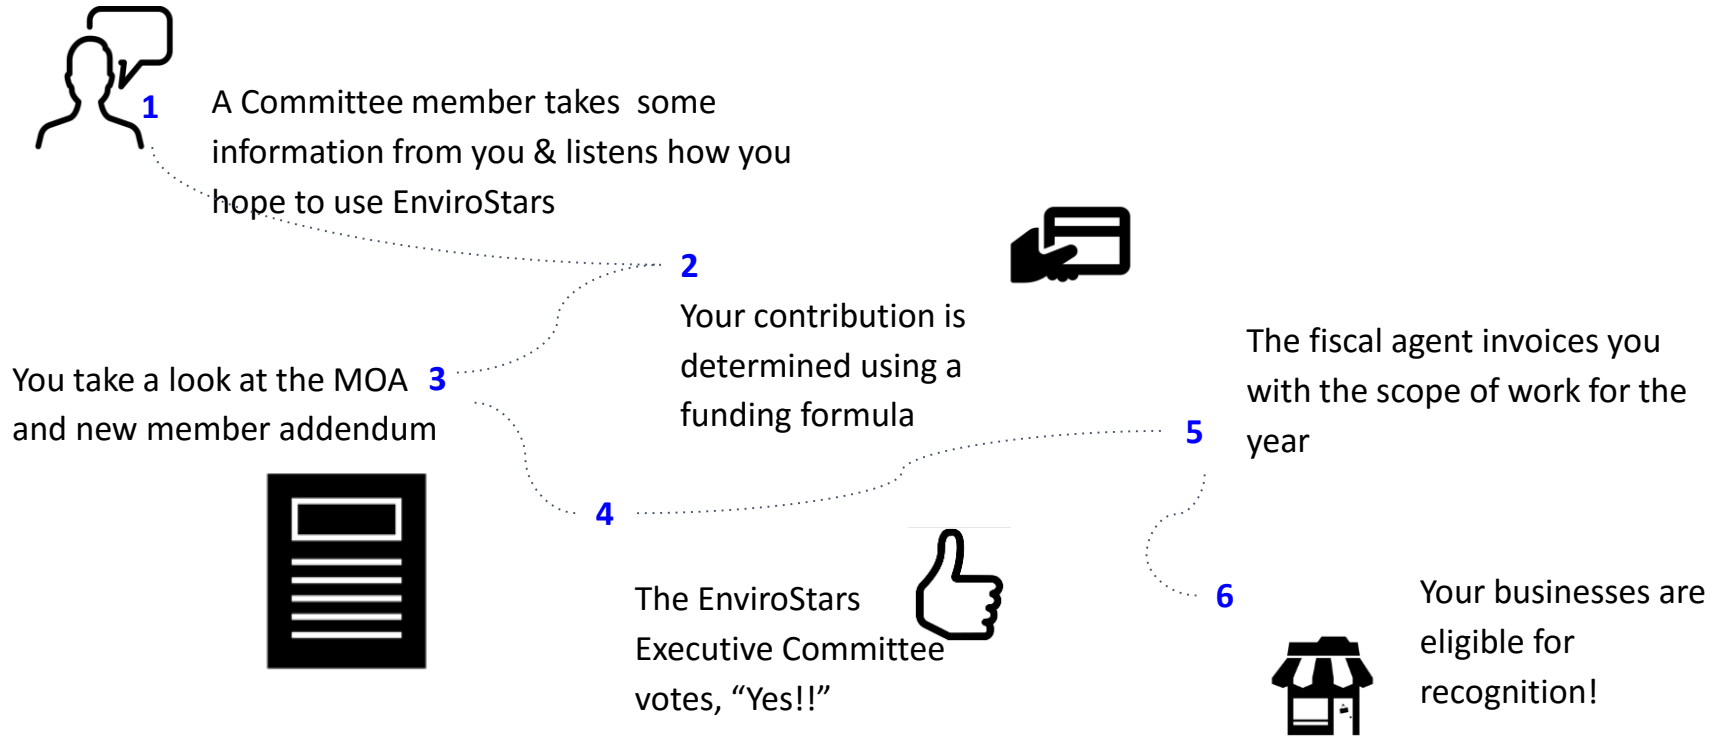 1
A Committee member takes  some
information from you & listens how you
hope to use EnviroStars
2
Your contribution is
determined using a
funding formula
You take a look at the MOA 3
and new member addendum
4
The EnviroStars
Executive Committee
votes, “Yes!!”
5
The fiscal agent invoices you
with the scope of work for the
year
6
Your businesses are
eligible for
recognition!